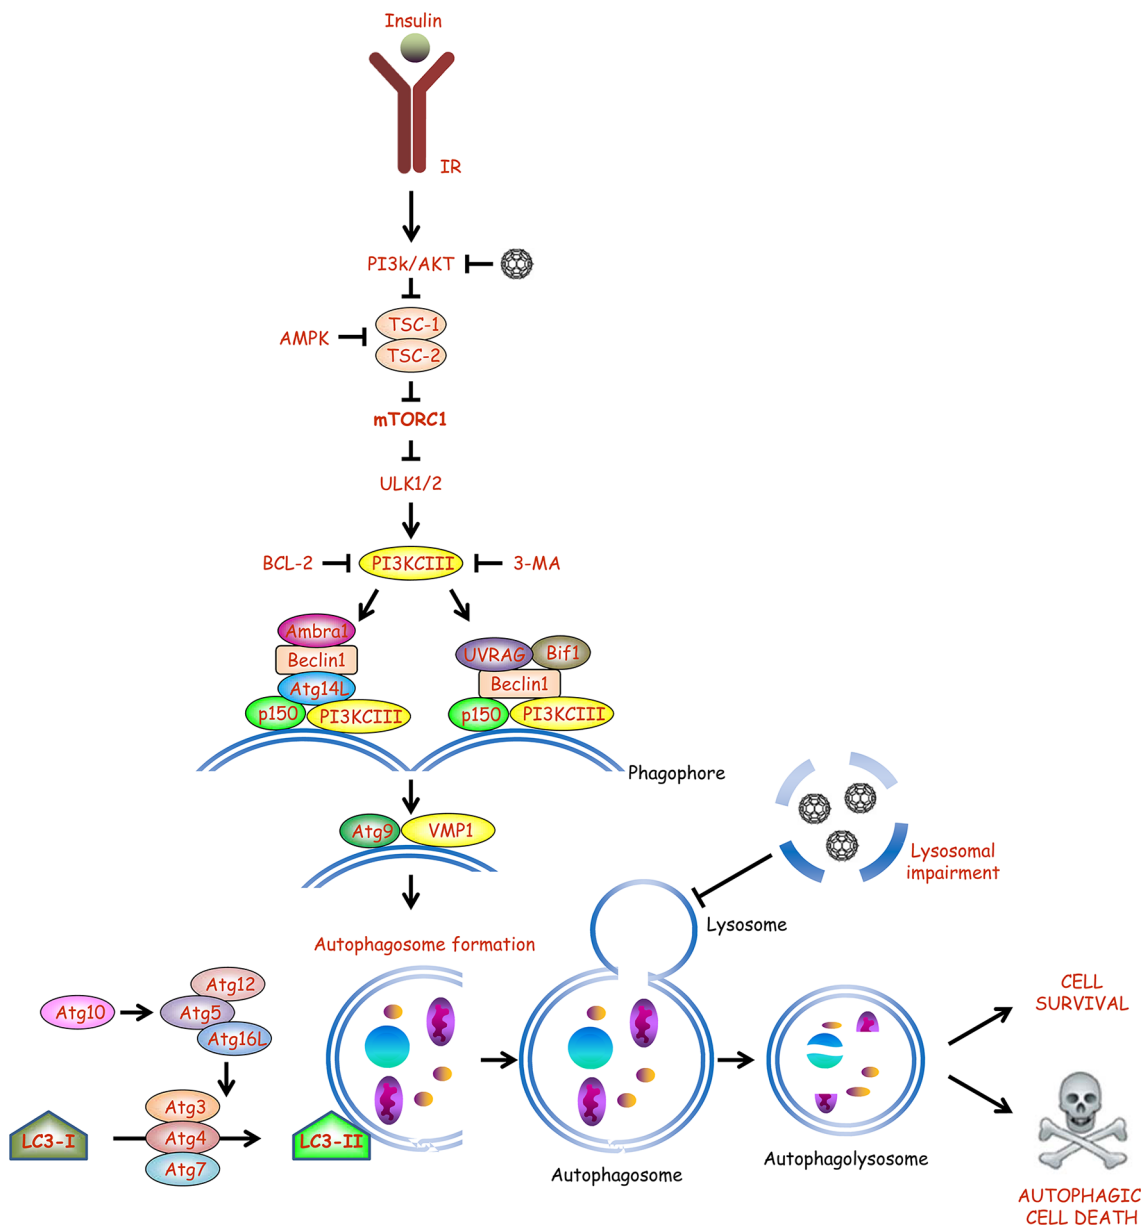 Insulin
IR
PI3k/AKT
TSC-1
AMPK
TSC-2
mTORC1
ULK1/2
BCL-2
PI3KCIII
3-MA
Ambra1
Beclin1
Atg14L
p150
PI3KCIII
UVRAG
Bif1
Beclin1
p150
PI3KCIII
Phagophore
Atg9
VMP1
Lysosomal
impairment
Lysosome
Autophagosome formation
Atg10
Atg12
Atg5
Atg16L
Atg3
LC3-I
Atg4
Atg7
LC3-II
Autophagosome
Autophagolysosome
CELL
SURVIVAL
AUTOPHAGIC
CELL DEATH